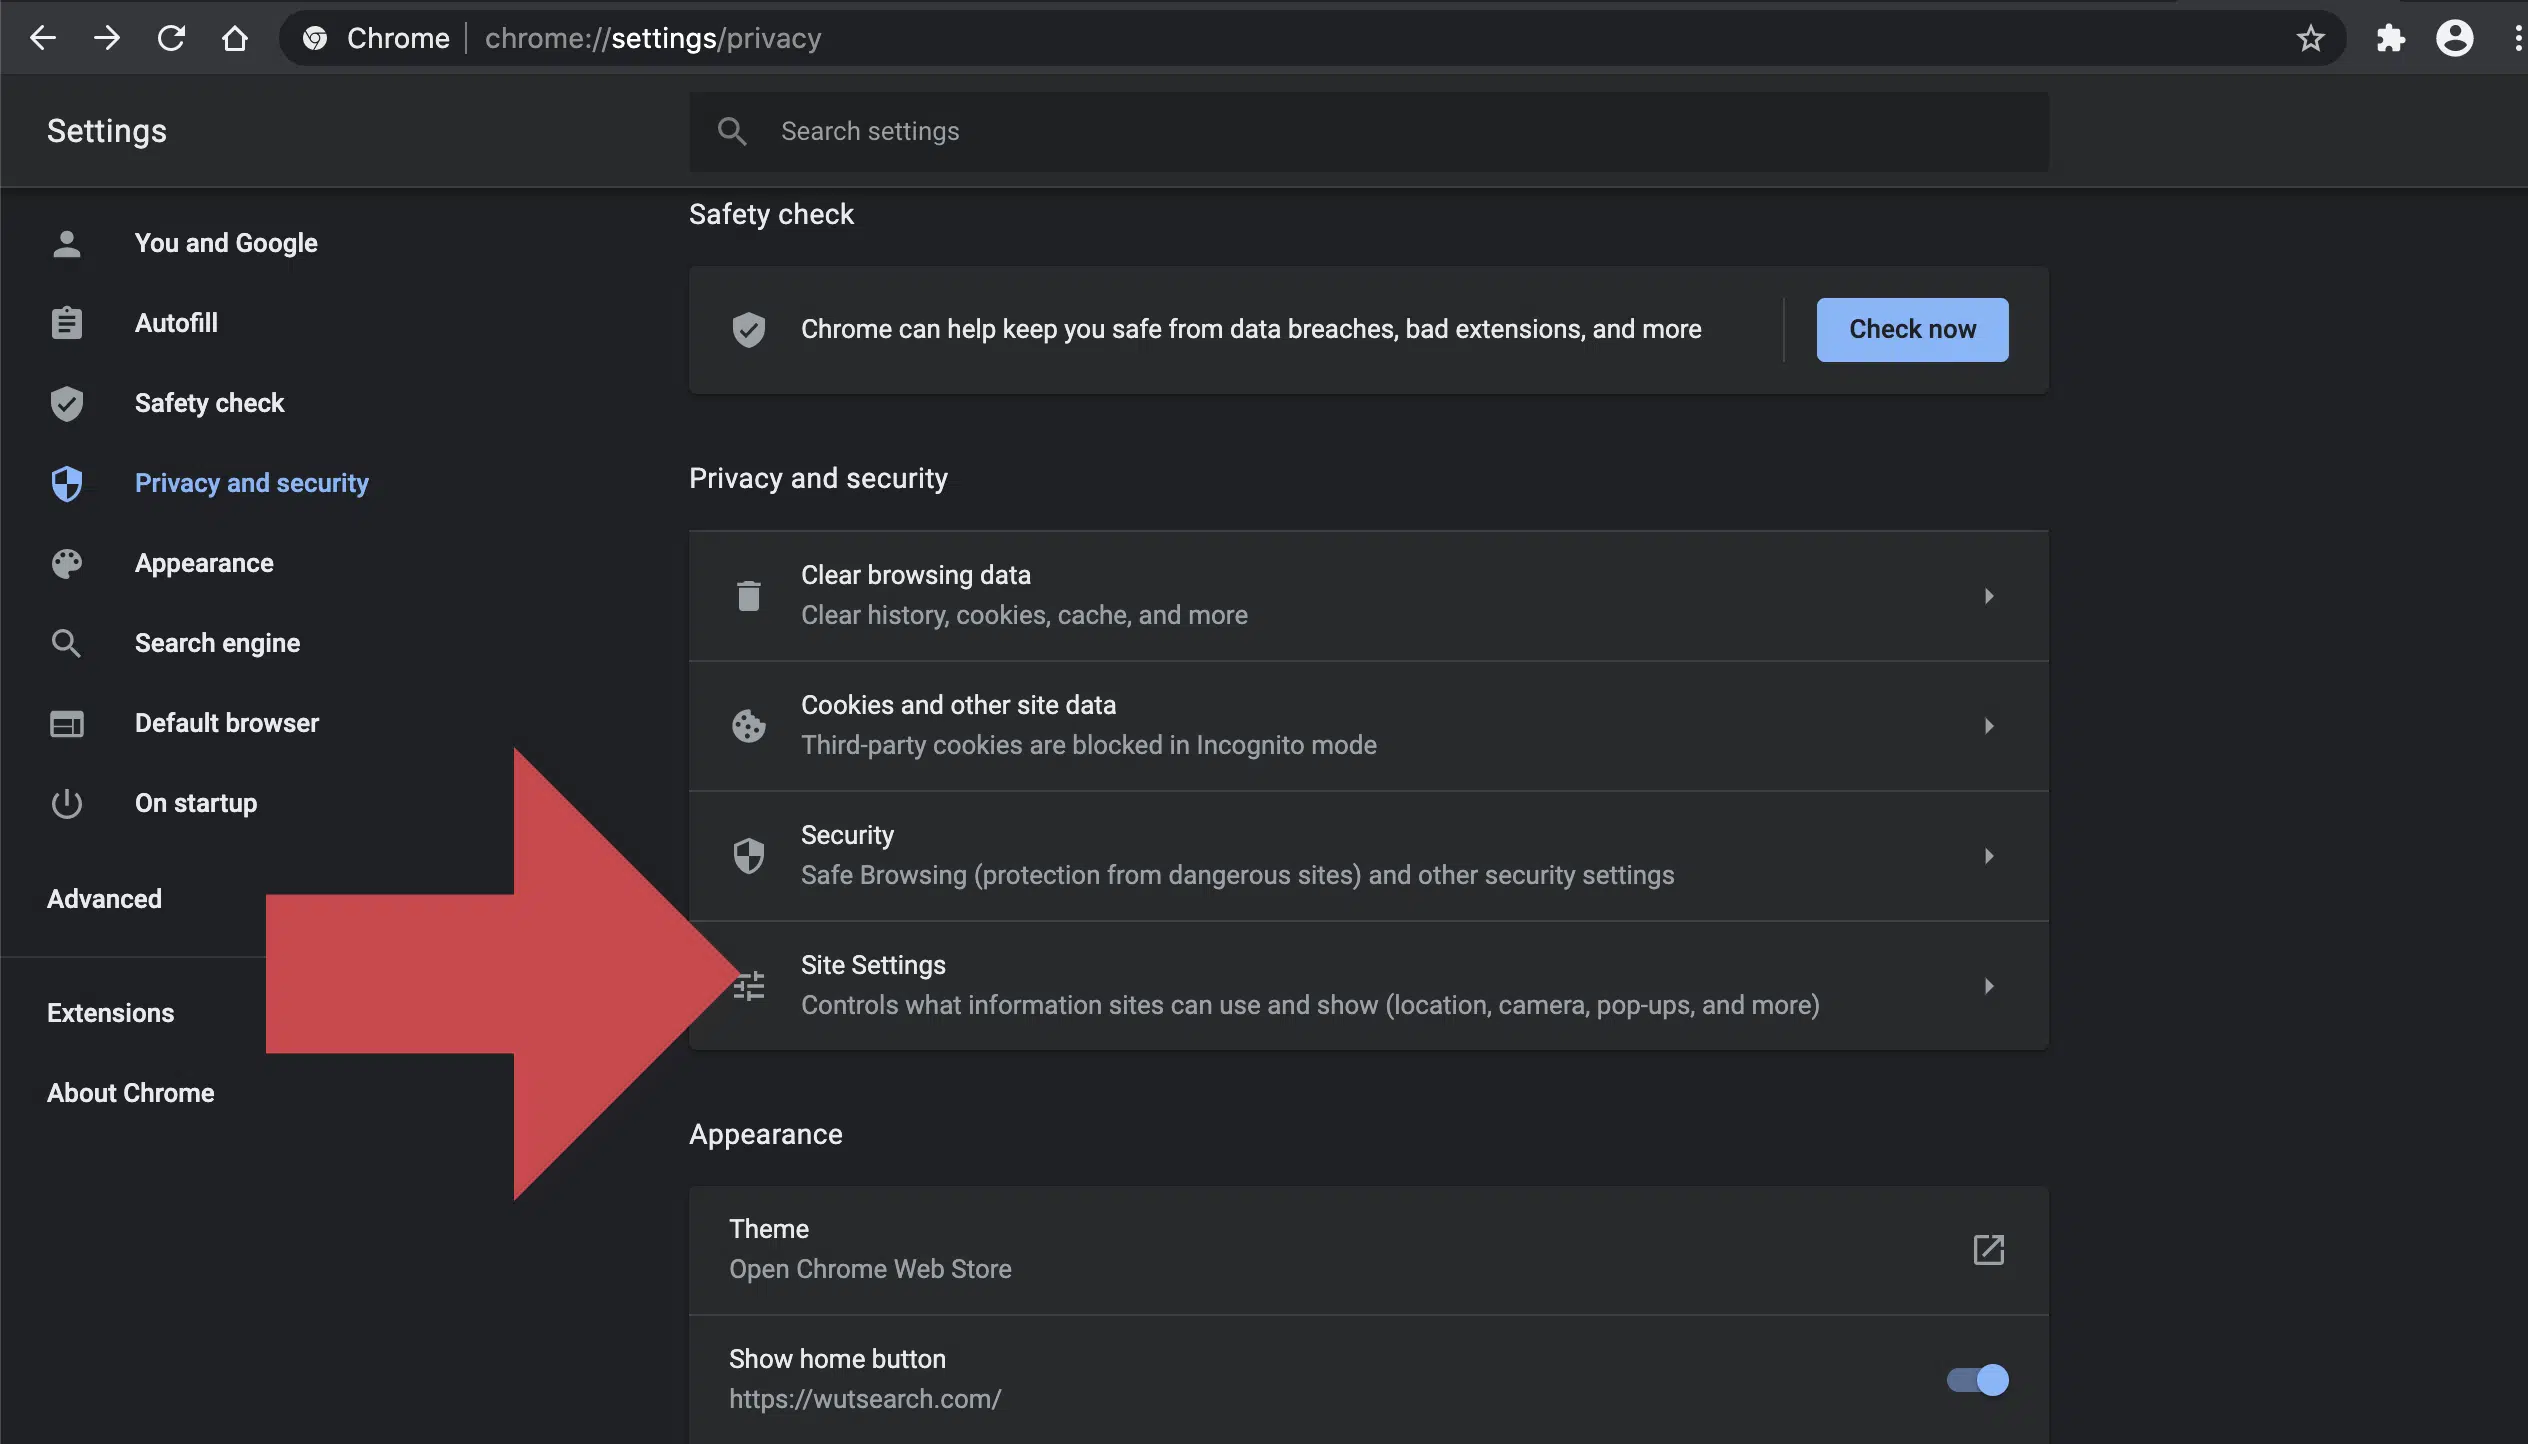 Chrome | chrome://settings/privacy
Settings
Search settings
You and Google
Autofill
Safety check
Privacy and security
Appearance
Search engine
Default browser
On startup
Advanced
Extensions
About Chrome
Safety check
Chrome can help keep you safe from data breaches, bad extensions, and more
Check now
Privacy and security
Clear browsing data
Clear history, cookies, cache, and more
Cookies and other site data
Third-party cookies are blocked in Incognito mode
Security
Safe Browsing (protection from dangerous sites) and other security settings
Site Settings
Controls what information sites can use and show (location, camera, pop-ups, and more)
Appearance
Theme
Open Chrome Web Store
Show home button
https://wutsearch.com/